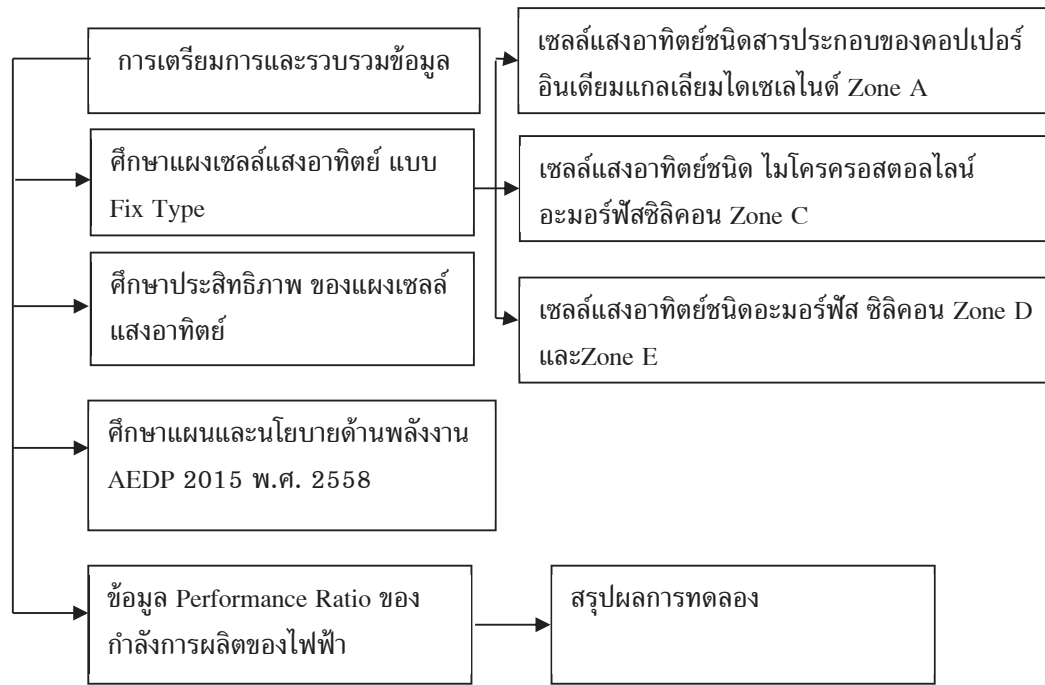 การเตรียมการและรวบรวมข้อมูล
ศึกษาแผงเซลล์แสงอาทิตย์ แบบ
Fix Type
ศึกษาประสิทธิภาพ ของแผงเซลล์
แสงอาทิตย์
ศึกษาแผนและนโยบายด้านพลังงาน
AEDP 2015 พ.ศ. 2558
ข้อมูล Performance Ratio ของ
กำลังการผลิตของไฟฟ้า
เซลล์แสงอาทิตย์ชนิดสารประกอบของคอปเปอร์
อินเดียมแกลเลียมไดเซเลไนด์ Zone A
เซลล์แสงอาทิตย์ชนิด ไมโครครอสตอลไลน์
อะมอร์ฟัสซิลิคอน Zone C
เซลล์แสงอาทิตย์ชนิดอะมอร์ฟัส ซิลิคอน Zone D
และZone E
สรุปผลการทดลอง